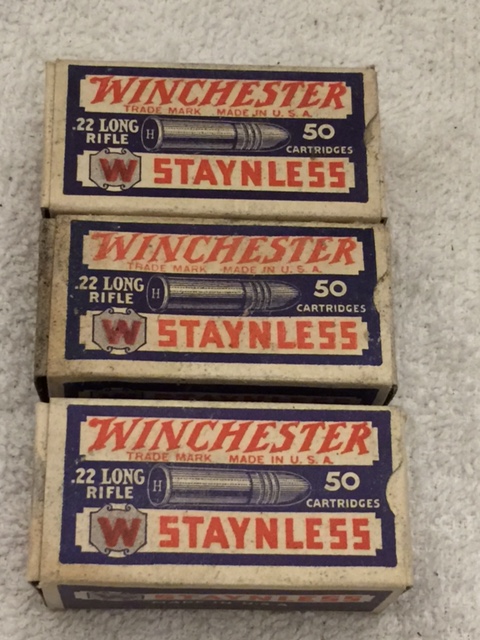 WINCHESTER
TRADE MARK MADE IN U.S.A.
.22 LONG RIFLE H 50 CARTRIDGES
W STAYNLESS
WINCHESTER
TRADE MARK MADE IN U.S.A.
.22 LONG RIFLE H 50 CARTRIDGES
W STAYNLESS
WINCHESTER
TRADE MARK MADE IN U.S.A.
.22 LONG RIFLE H 50 CARTRIDGES
W STAYNLESS
STAYNLESS